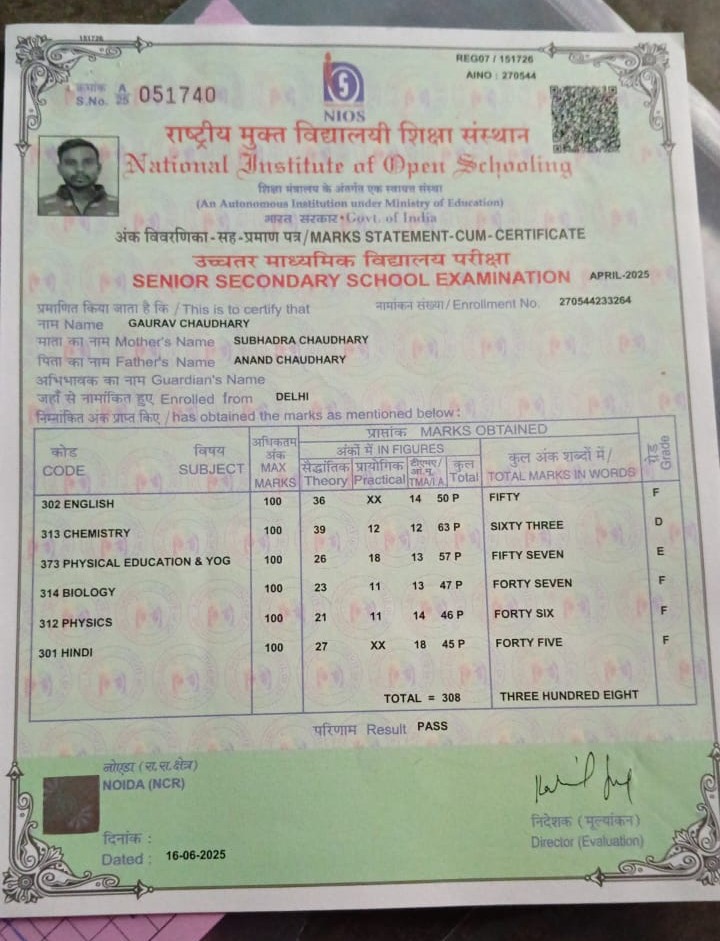 151726
REG07 / 151726
AINO : 270544
क्रमांक A
S.No. 25 051740
NIOS
राष्ट्रीय मुक्त विद्यालयी शिक्षा संस्थान
National Institute of Open Schooling
शिक्षा मंत्रालय के अंतर्गत एक स्वायत्त संस्था
(An Autonomous Institution under Ministry of Education)
भारत सरकार•Govt. of India
अंक विवरणिका-सह-प्रमाण पत्र/MARKS STATEMENT-CUM-CERTIFICATE
उच्चतर माध्यमिक विद्यालय परीक्षा
SENIOR SECONDARY SCHOOL EXAMINATION APRIL-2025
प्रमाणित किया जाता है कि / This is to certify that नामांकन संख्या/ Enrollment No. 270544233264
नाम Name GAURAV CHAUDHARY
माता का नाम Mother's Name SUBHADRA CHAUDHARY
पिता का नाम Father's Name ANAND CHAUDHARY
अभिभावक का नाम Guardian's Name
जहाँ से नामांकित हुए Enrolled from DELHI
निम्नांकित अंक प्राप्त किए / has obtained the marks as mentioned below :
कोड CODE विषय SUBJECT अधिकतम अंक MAX MARKS प्राप्तांक MARKS OBTAINED
अंकों में IN FIGURES कुल अंक शब्दों में/ TOTAL MARKS IN WORDS ग्रेड Grade
सैद्धांतिक Theory प्रायोगिक Practical टीएमए/ TMA/I.A. कुल Total
302 ENGLISH 100 36 XX 14 50 P FIFTY F
313 CHEMISTRY 100 39 12 12 63 P SIXTY THREE D
373 PHYSICAL EDUCATION & YOG 100 26 18 13 57 P FIFTY SEVEN E
314 BIOLOGY 100 23 11 13 47 P FORTY SEVEN F
312 PHYSICS 100 21 11 14 46 P FORTY SIX F
301 HINDI 100 27 XX 18 45 P FORTY FIVE F
TOTAL = 308 THREE HUNDRED EIGHT
परिणाम Result PASS
नोएडा (रा.रा.क्षेत्र)
NOIDA (NCR)
निदेशक (मूल्यांकन)
Director (Evaluation)
दिनांक :
Dated : 16-06-2025